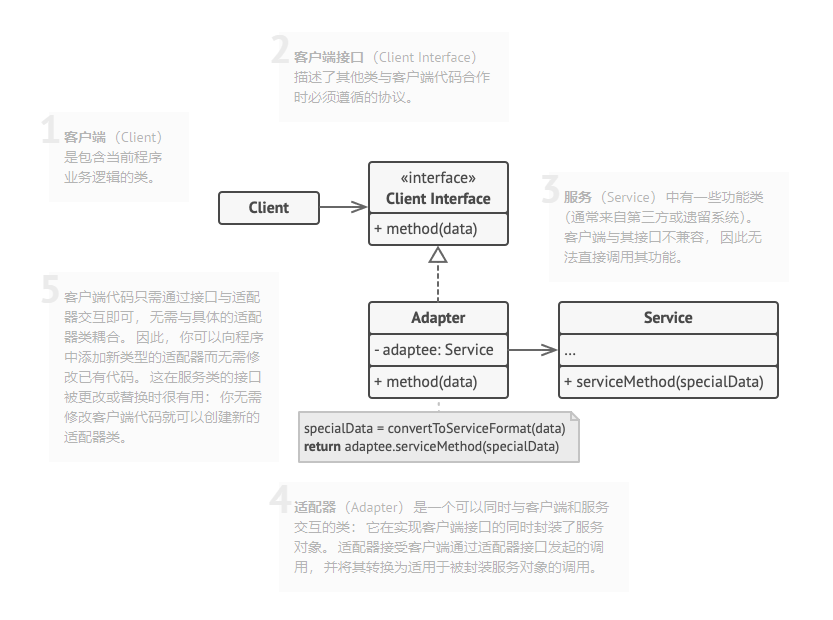 2
客户端接口 （Client Interface）
描述了其他类与客户端代码合作
时必须遵循的协议。
1
客户端 （Client）
是包含当前程序
业务逻辑的类。
Client
«interface»
Client Interface
+ method(data)
3
服务 （Service） 中有一些功能类
（通常来自第三方或遗留系统）。
客户端与其接口不兼容， 因此无
法直接调用其功能。
5
客户端代码只需通过接口与适配
器交互即可， 无需与具体的适配
器类耦合。 因此， 你可以向程序
中添加新类型的适配器而无需修
改已有代码。 这在服务类的接口
被更改或替换时很有用： 你无需
修改客户端代码就可以创建新的
适配器类。
Adapter
- adaptee: Service
+ method(data)
Service
...
+ serviceMethod(specialData)
specialData = convertToServiceFormat(data)
return adaptee.serviceMethod(specialData)
4
适配器 （Adapter） 是一个可以同时与客户端和服务
交互的类： 它在实现客户端接口的同时封装了服务
对象。 适配器接受客户端通过适配器接口发起的调
用， 并将其转换为适用于被封装服务对象的调用。